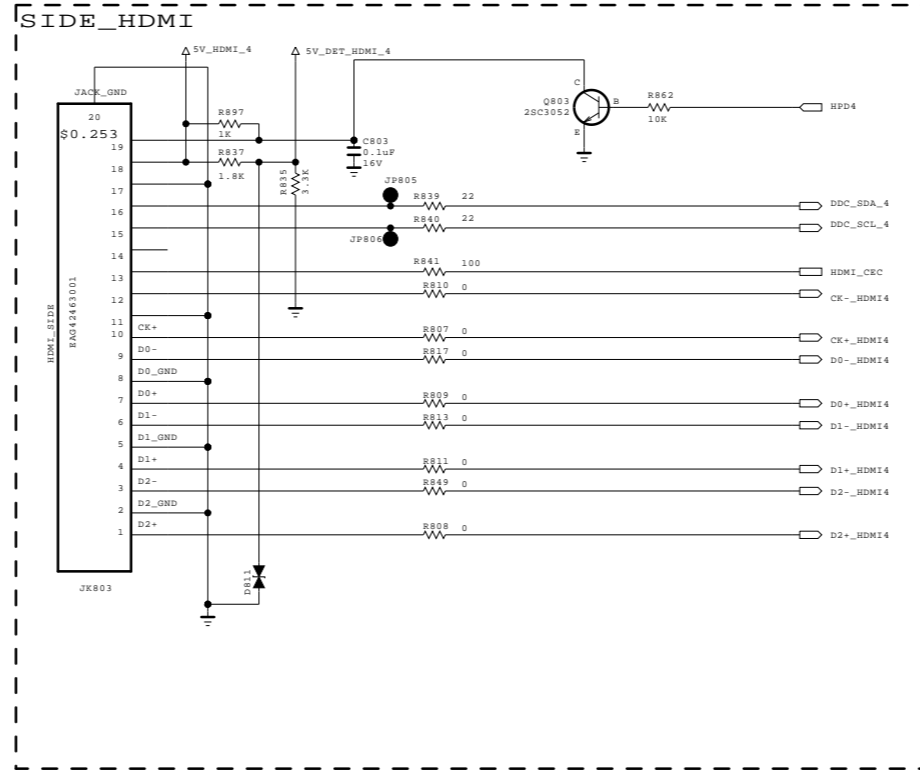 SIDE_HDMI
5V_HDMI_4
5V_DET_HDMI_4
JACK_GND
C
Q803
2SC3052
B
E
R862
10K
HPD4
20
$0.253
R897
1K
C803
0.1uF
16V
19
R837
1.8K
18
R835
3.3K
JP805
17
R839 22
DDC_SDA_4
16
R840 22
DDC_SCL_4
15
JP806
14
R841 100
HDMI_CEC
13
R810 0
CK-_HDMI4
12
HDMI_SIDE
EAG42463001
11
10 CK+
R807 0
CK+_HDMI4
9 D0-
R817 0
D0-_HDMI4
8 D0_GND
7 D0+
R809 0
D0+_HDMI4
6 D1-
R813 0
D1-_HDMI4
5 D1_GND
4 D1+
R811 0
D1+_HDMI4
3 D2-
R849 0
D2-_HDMI4
2 D2_GND
1 D2+
R808 0
D2+_HDMI4
D811
JK803